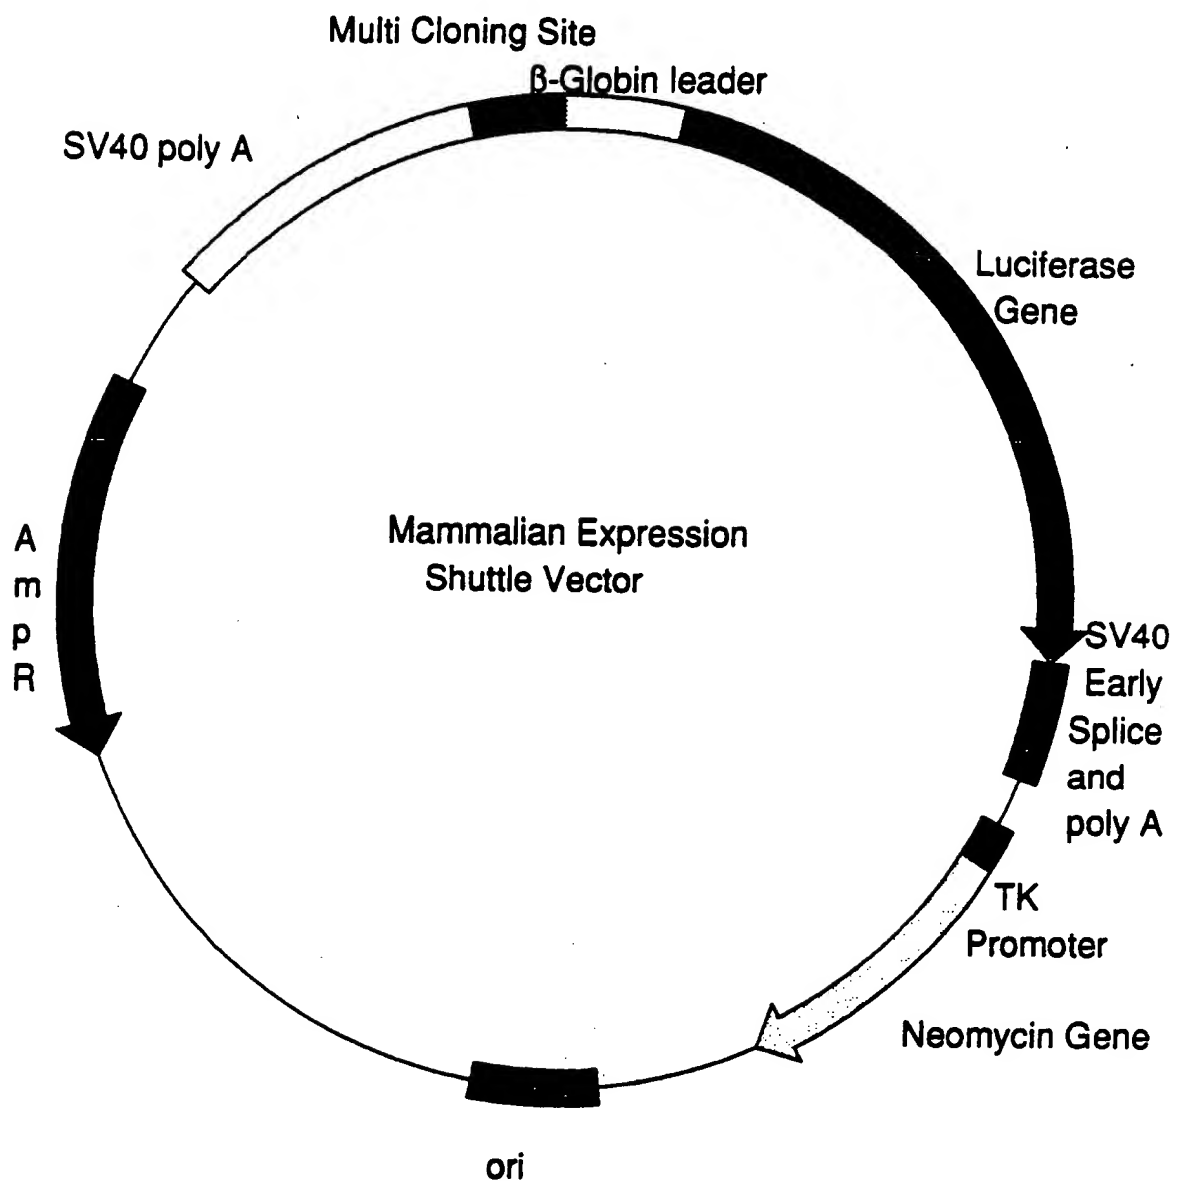 Multi Cloning Site
β-Globin leader
SV40 poly A
Luciferase
Gene
Mammalian Expression
Shuttle Vector
A
m
p
R
SV40
Early
Splice
and
poly A
TK
Promoter
Neomycin Gene
ori